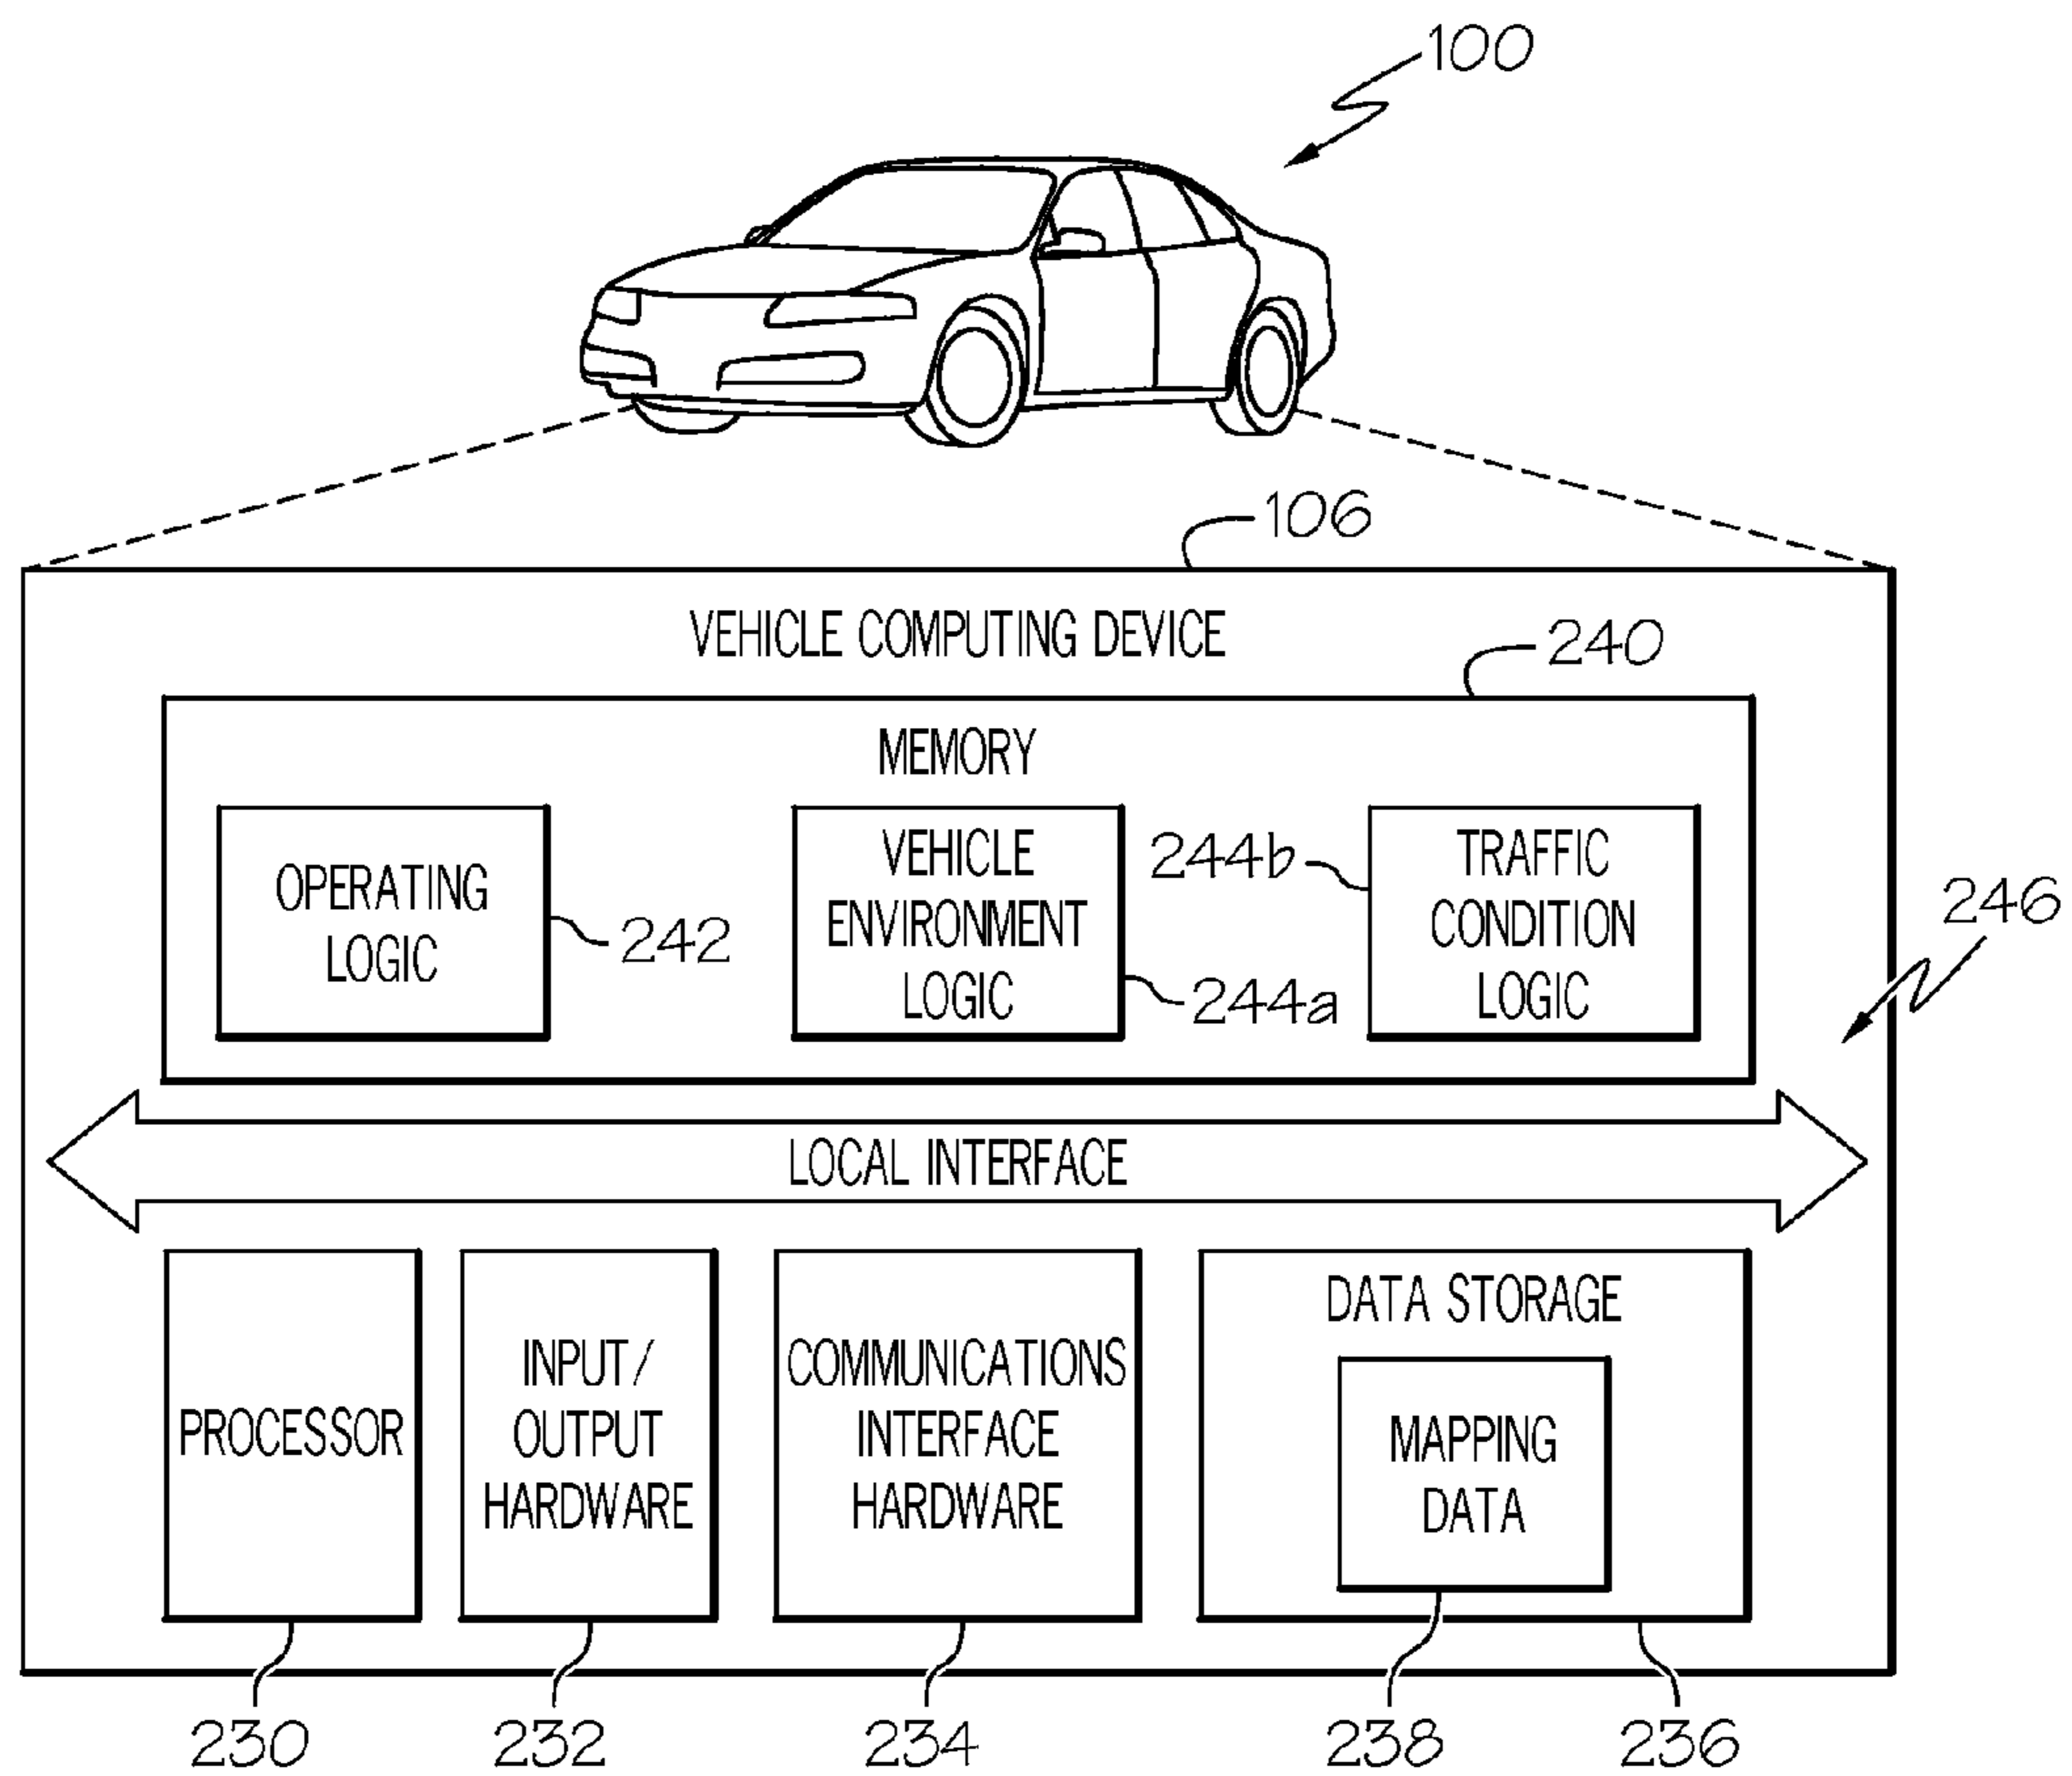 100
106
VEHICLE COMPUTING DEVICE
240
MEMORY
OPERATING
LOGIC
242
VEHICLE
ENVIRONMENT
LOGIC
244a
244b
TRAFFIC
CONDITION
LOGIC
246
LOCAL INTERFACE
PROCESSOR
INPUT/
OUTPUT
HARDWARE
COMMUNICATIONS
INTERFACE
HARDWARE
DATA STORAGE
MAPPING
DATA
230
232
234
238
236